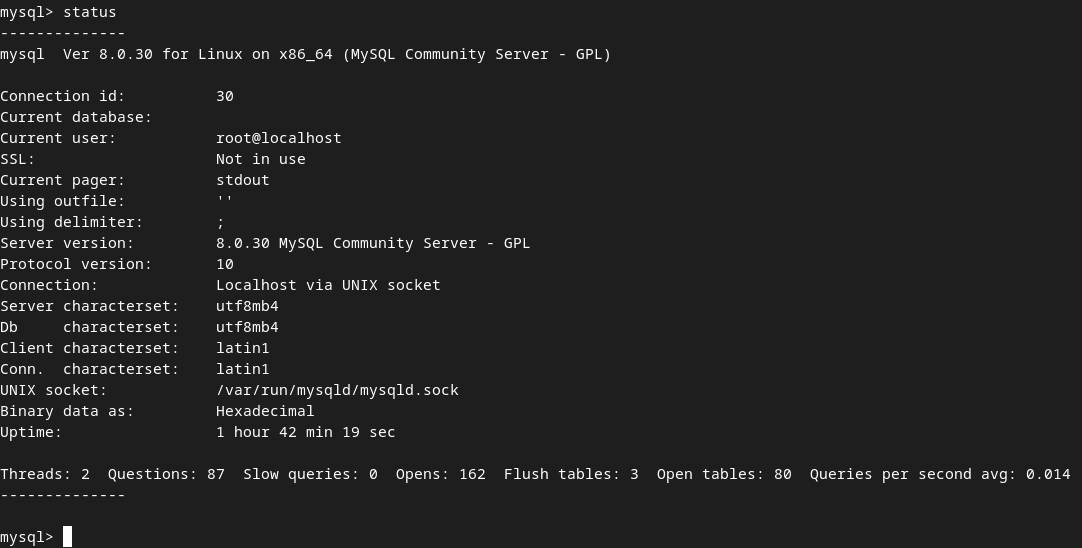 mysql> status
--------------
mysql  Ver 8.0.30 for Linux on x86_64 (MySQL Community Server - GPL)

Connection id:          30
Current database:
Current user:           root@localhost
SSL:                    Not in use
Current pager:          stdout
Using outfile:          ''
Using delimiter:        ;
Server version:         8.0.30 MySQL Community Server - GPL
Protocol version:       10
Connection:             Localhost via UNIX socket
Server characterset:    utf8mb4
Db     characterset:    utf8mb4
Client characterset:    latin1
Conn.  characterset:    latin1
UNIX socket:            /var/run/mysqld/mysqld.sock
Binary data as:         Hexadecimal
Uptime:                 1 hour 42 min 19 sec

Threads: 2  Questions: 87  Slow queries: 0  Opens: 162  Flush tables: 3  Open tables: 80  Queries per second avg: 0.014
--------------

mysql>